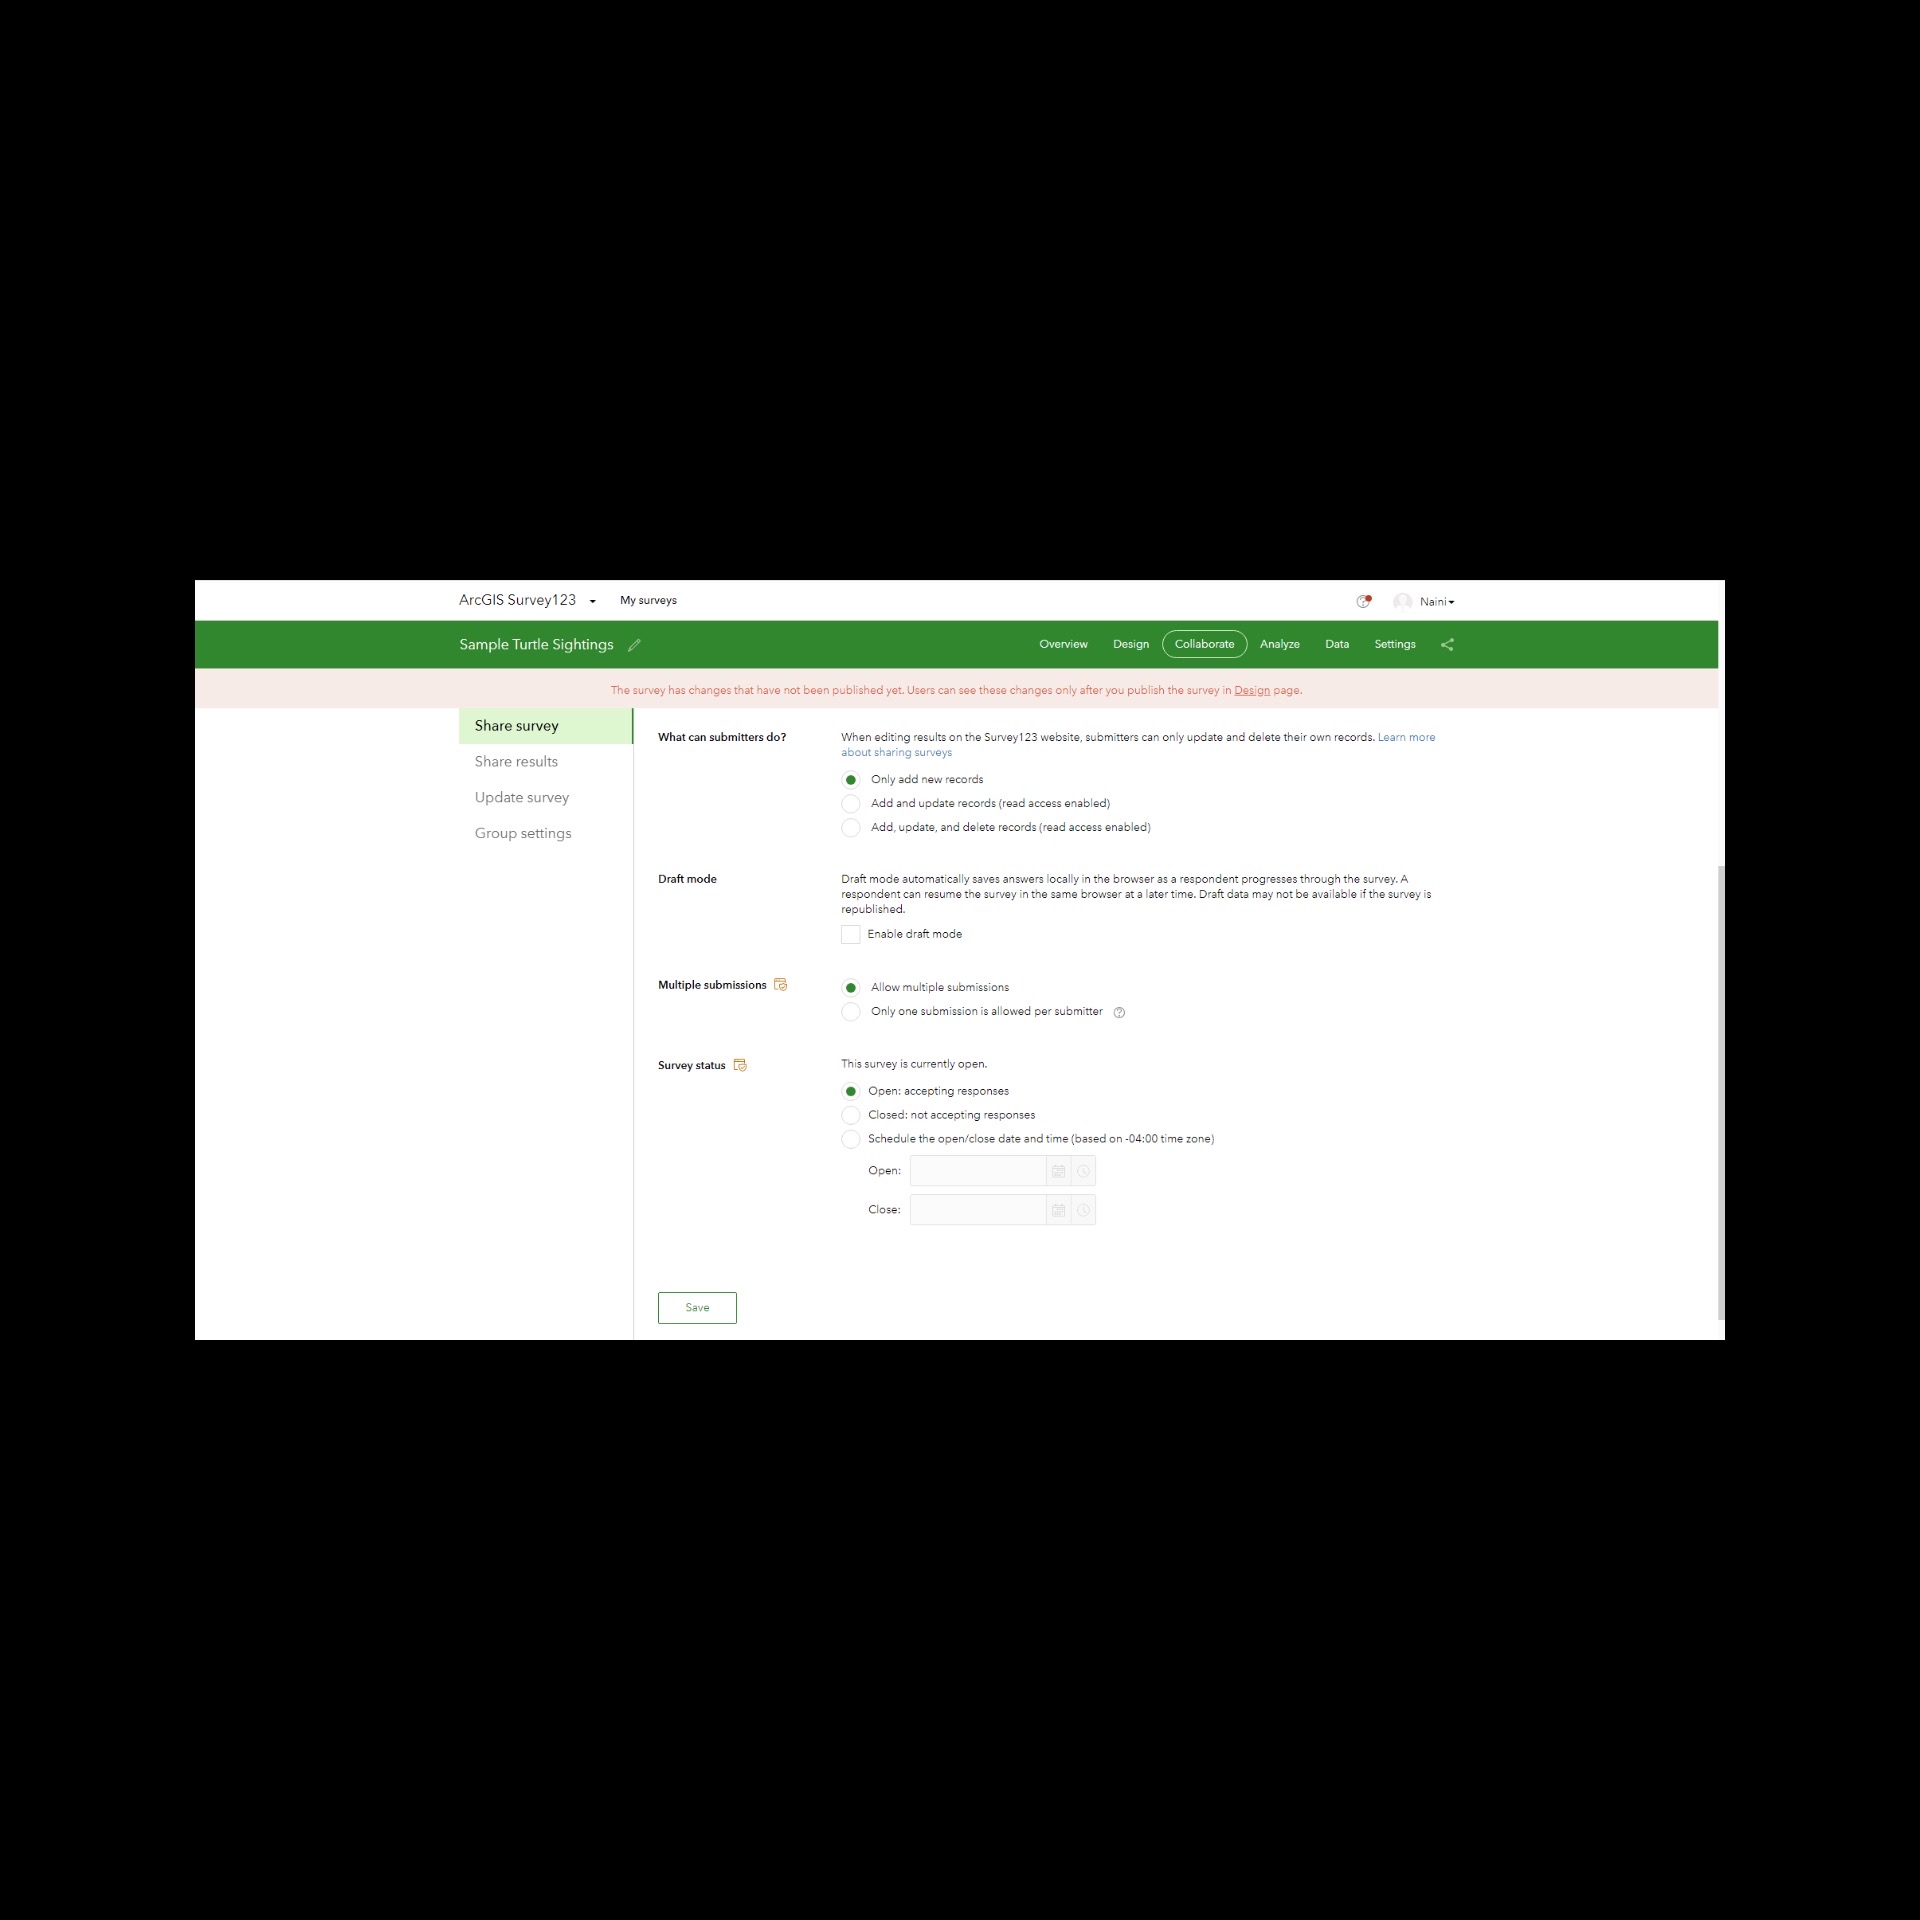 ArcGIS Survey123 My surveys Naini
Sample Turtle Sightings Overview Design Collaborate Analyze Data Settings
The survey has changes that have not been published yet. Users can see these changes only after you publish the survey in Design page.
Share survey
Share results
Update survey
Group settings
What can submitters do?
When editing results on the Survey123 website, submitters can only update and delete their own records. Learn more
about sharing surveys
Only add new records
Add and update records (read access enabled)
Add, update, and delete records (read access enabled)
Draft mode
Draft mode automatically saves answers locally in the browser as a respondent progresses through the survey. A
respondent can resume the survey in the same browser at a later time. Draft data may not be available if the survey is
republished.
Enable draft mode
Multiple submissions
Allow multiple submissions
Only one submission is allowed per submitter
Survey status
This survey is currently open.
Open: accepting responses
Closed: not accepting responses
Schedule the open/close date and time (based on -04:00 time zone)
Open:
Close:
Save